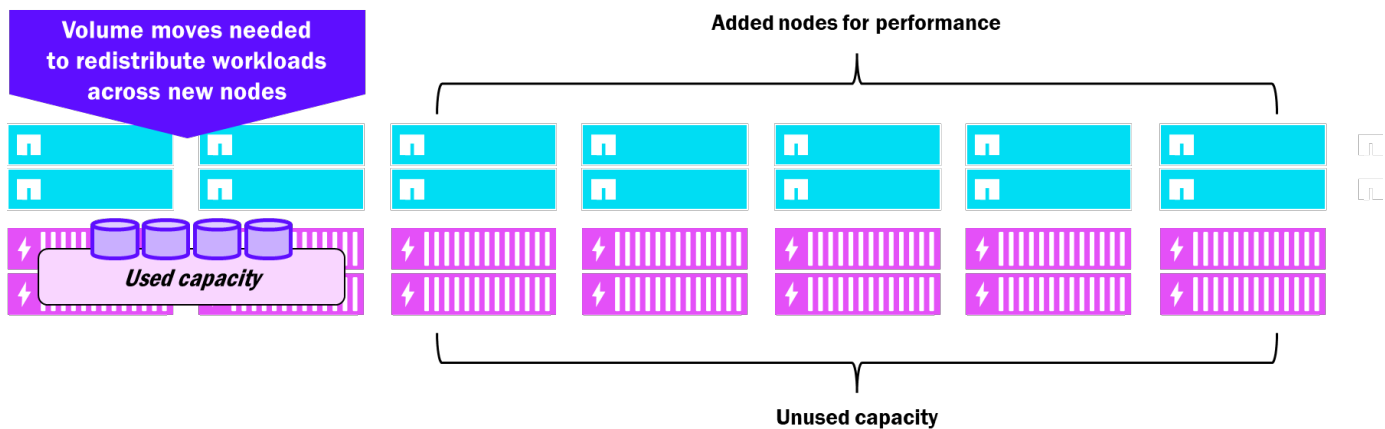 Volume moves needed
to redistribute workloads
across new nodes
Added nodes for performance
Used capacity
Unused capacity